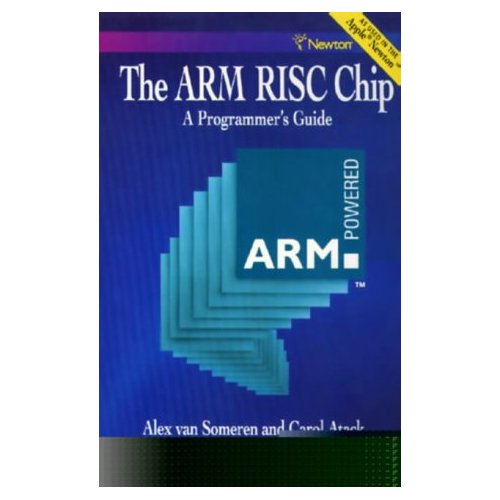 Newton
AS USED IN THE
Apple® Newton™
The ARM RISC Chip
A Programmer's Guide
POWERED
ARM.
™
Alex van Someren and Carol Atack